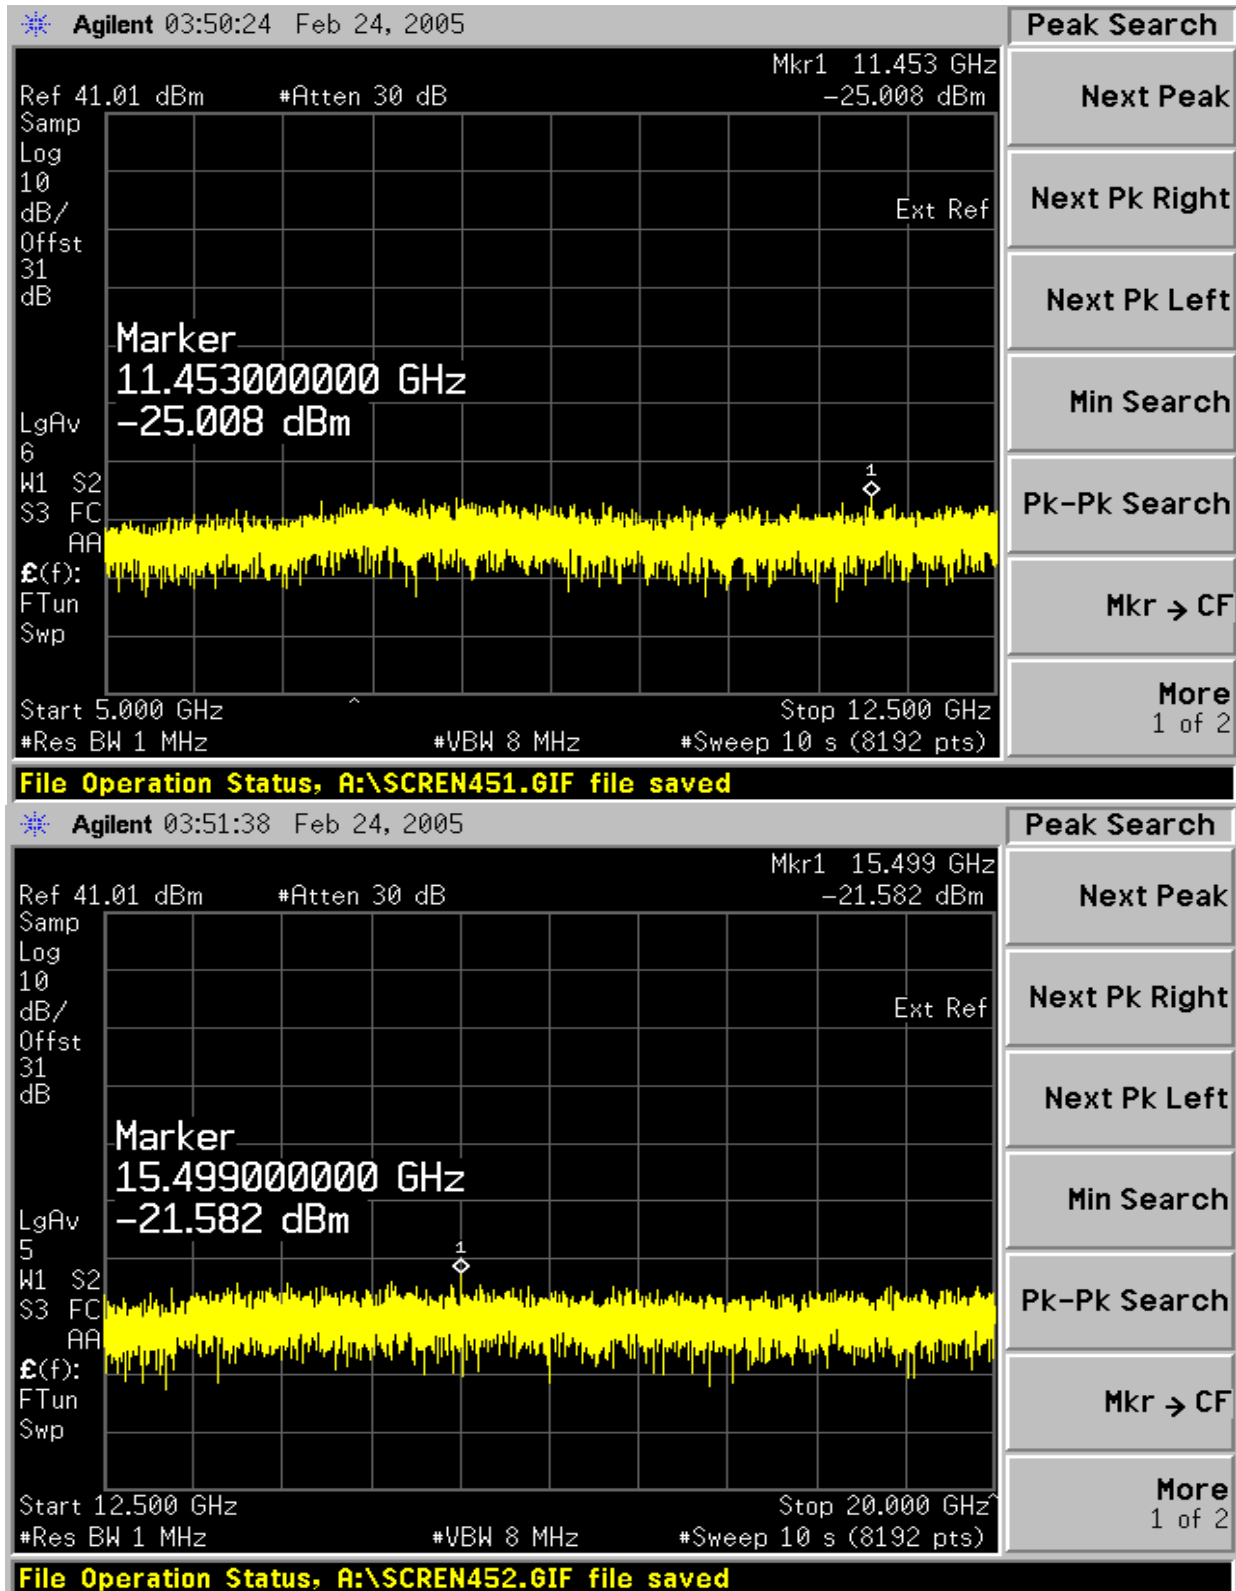 Agilent 03:50:24 Feb 24, 2005
Peak Search
Mkr1 11.453 GHz
Ref 41.01 dBm #Atten 30 dB -25.008 dBm
Samp
Log
10
dB/
Offst
31
dB
Ext Ref
Marker
11.453000000 GHz
-25.008 dBm
LgAv
6
W1 S2
S3 FC
AA
£(f):
FTun
Swp
1
Start 5.000 GHz ^ Stop 12.500 GHz
#Res BW 1 MHz #VBW 8 MHz #Sweep 10 s (8192 pts)
Next Peak
Next Pk Right
Next Pk Left
Min Search
Pk-Pk Search
Mkr → CF
More
1 of 2
File Operation Status, A:\SCREN451.GIF file saved
Agilent 03:51:38 Feb 24, 2005
Peak Search
Mkr1 15.499 GHz
Ref 41.01 dBm #Atten 30 dB -21.582 dBm
Samp
Log
10
dB/
Offst
31
dB
Ext Ref
Marker
15.499000000 GHz
-21.582 dBm
LgAv
5
W1 S2
S3 FC
AA
£(f):
FTun
Swp
1
Start 12.500 GHz Stop 20.000 GHz^
#Res BW 1 MHz #VBW 8 MHz #Sweep 10 s (8192 pts)
Next Peak
Next Pk Right
Next Pk Left
Min Search
Pk-Pk Search
Mkr → CF
More
1 of 2
File Operation Status, A:\SCREN452.GIF file saved